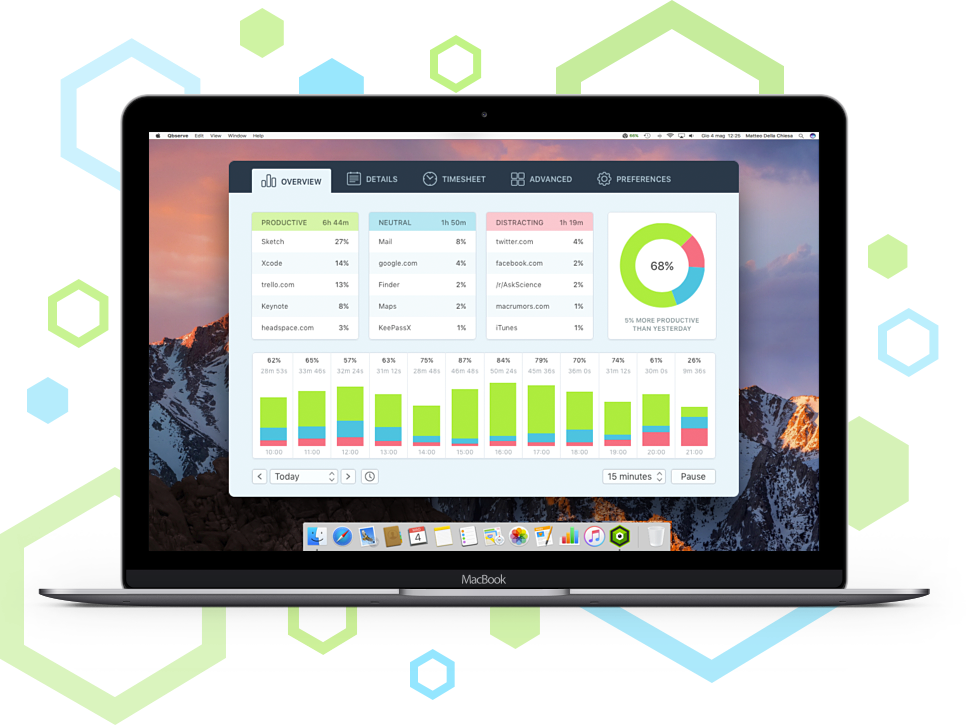 Qbserve Edit View Window Help
99% Gio 4 mag 12:25 Matteo Della Chiesa
OVERVIEW DETAILS TIMESHEET ADVANCED PREFERENCES
PRODUCTIVE 6h 44m
Sketch 27%
Xcode 14%
trello.com 13%
Keynote 8%
headspace.com 3%
NEUTRAL 1h 50m
Mail 8%
google.com 4%
Finder 2%
Maps 2%
KeePassX 1%
DISTRACTING 1h 19m
twitter.com 4%
facebook.com 2%
/r/AskScience 2%
macrumors.com 1%
iTunes 1%
68%
5% MORE PRODUCTIVE
THAN YESTERDAY
62% 65% 57% 63% 75% 87% 84% 79% 70% 74% 61% 26%
28m 53s 33m 46s 32m 24s 31m 12s 28m 48s 46m 48s 50m 24s 45m 36s 36m 0s 31m 12s 30m 0s 9m 36s
10:00 11:00 12:00 13:00 14:00 15:00 16:00 17:00 18:00 19:00 20:00 21:00
< Today > 15 minutes Pause
4
MacBook